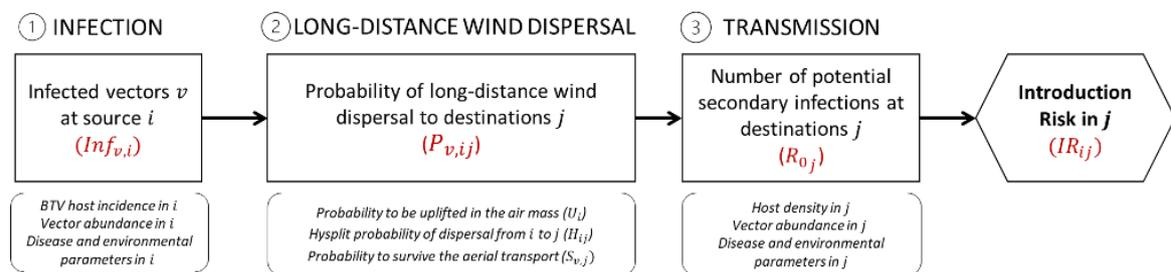 ① INFECTION
Infected vectors v
at source i
(Inf_{v,i})
BTV host incidence in i
Vector abundance in i
Disease and environmental
parameters in i
② LONG-DISTANCE WIND DISPERSAL
Probability of long-distance wind
dispersal to destinations j
(P_{v,ij})
Probability to be uplifted in the air mass (U_i)
Hysplit probability of dispersal from i to j (H_{ij})
Probability to survive the aerial transport (S_{v,j})
③ TRANSMISSION
Number of potential
secondary infections at
destinations j
(R_{0_j})
Host density in j
Vector abundance in j
Disease and environmental
parameters in j
Introduction
Risk in j
(IR_{ij})